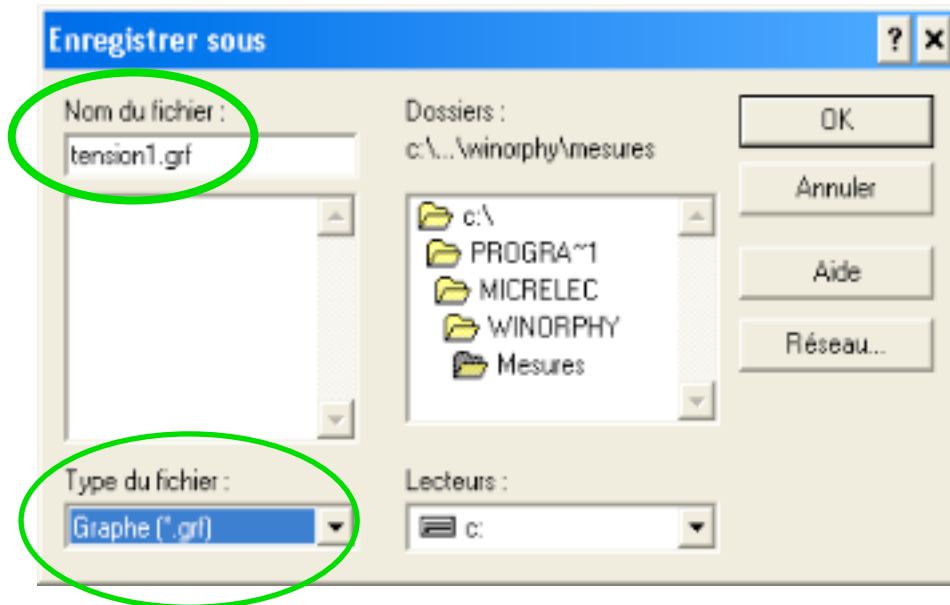 Enregistrer sous
Nom du fichier :
tension1.grf
Dossiers :
c:\...\winorphy\mesures
c:\
PROGRA~1
MICRELEC
WINORPHY
Mesures
OK
Annuler
Aide
Réseau...
Type du fichier :
Graphe (*.grf)
Lecteurs :
c: